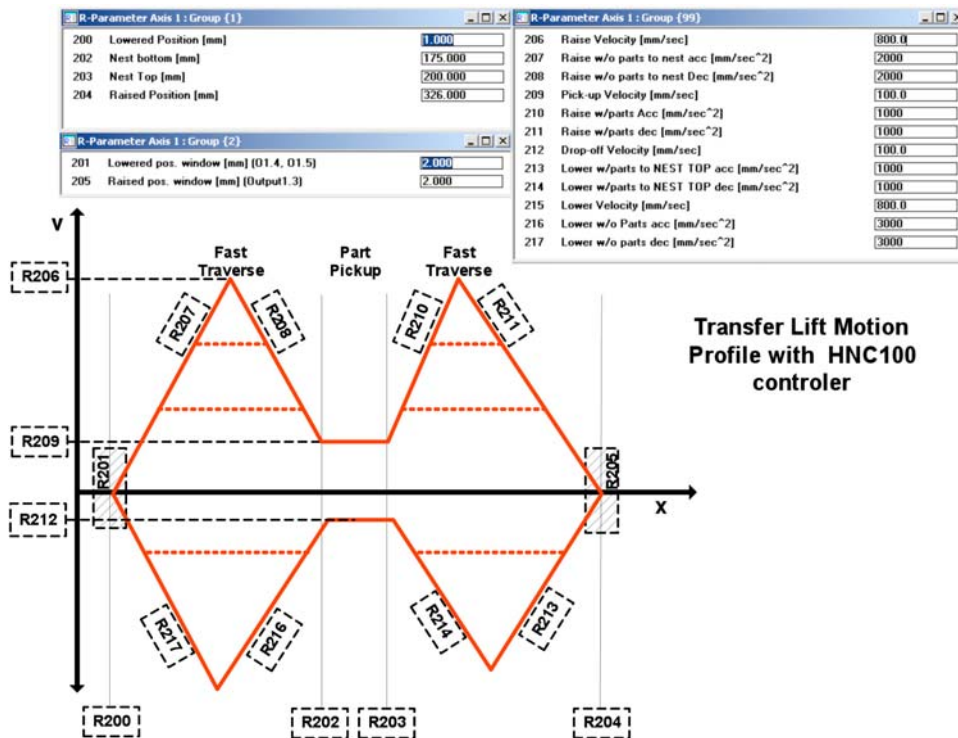 R-Parameter Axis 1 : Group {1}
200 Lowered Position [mm] 1.000
202 Nest bottom [mm] 175.000
203 Nest Top [mm] 200.000
204 Raised Position [mm] 326.000
R-Parameter Axis 1 : Group {2}
201 Lowered pos. window [mm] (O1.4, O1.5) 2.000
205 Raised pos. window [mm] (Output1.3) 2.000
R-Parameter Axis 1 : Group {99}
206 Raise Velocity [mm/sec] 800.0
207 Raise w/o parts to nest acc [mm/sec^2] 2000
208 Raise w/o parts to nest Dec [mm/sec^2] 2000
209 Pick-up Velocity [mm/sec] 100.0
210 Raise w/parts Acc [mm/sec^2] 1000
211 Raise w/parts dec [mm/sec^2] 1000
212 Drop-off Velocity [mm/sec] 100.0
213 Lower w/parts to NEST TOP acc [mm/sec^2] 1000
214 Lower w/parts to NEST TOP dec [mm/sec^2] 1000
215 Lower Velocity [mm/sec] 800.0
216 Lower w/o Parts acc [mm/sec^2] 3000
217 Lower w/o parts dec [mm/sec^2] 3000
V
Fast
Traverse
Part
Pickup
Fast
Traverse
R206
R207
R208
R210
R211
Transfer Lift Motion
Profile with HNC100
controler
R209
R201
R205
X
R212
R217
R216
R214
R213
R200
R202
R203
R204